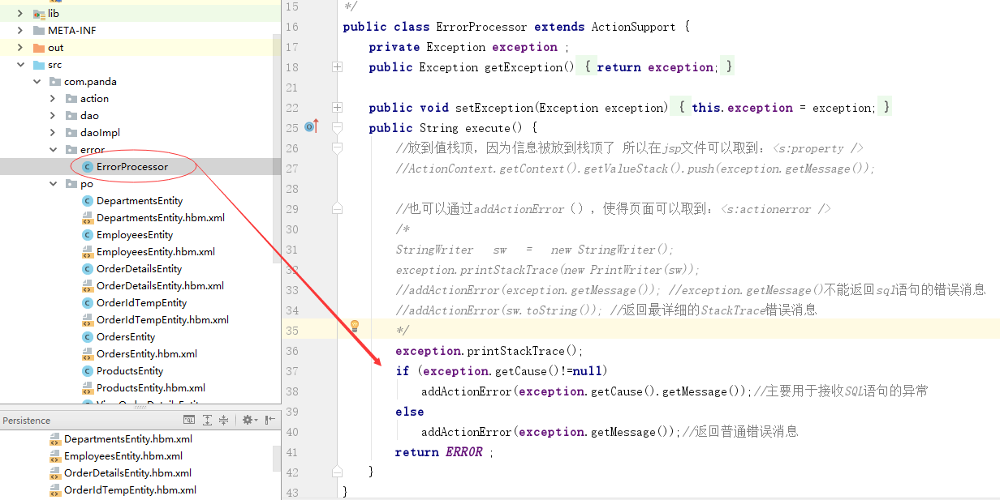 lib
META-INF
out
src
com.panda
action
dao
daoImpl
error
ErrorProcessor
po
DepartmentsEntity
DepartmentsEntity.hbm.xml
EmployeesEntity
EmployeesEntity.hbm.xml
OrderDetailsEntity
OrderDetailsEntity.hbm.xml
OrderIdTempEntity
OrderIdTempEntity.hbm.xml
OrdersEntity
OrdersEntity.hbm.xml
ProductsEntity
ProductsEntity.hbm.xml
Persistence
DepartmentsEntity.hbm.xml
EmployeesEntity.hbm.xml
OrderDetailsEntity.hbm.xml
OrderIdTempEntity.hbm.xml
15 */
16 public class ErrorProcessor extends ActionSupport {
17 private Exception exception ;
18 public Exception getException() { return exception; }
21
22 public void setException(Exception exception) { this.exception = exception; }
25 public String execute() {
26 //放到值栈顶，因为信息被放到栈顶了 所以在jsp文件可以取到：<s:property />
27 //ActionContext.getContext().getValueStack().push(exception.getMessage());
28
29 //也可以通过addActionError（），使得页面可以取到：<s:actionerror />
30 /*
31 StringWriter sw = new StringWriter();
32 exception.printStackTrace(new PrintWriter(sw));
33 //addActionError(exception.getMessage()); //exception.getMessage()不能返回sql语句的错误消息
34 //addActionError(sw.toString()); //返回最详细的StackTrace错误消息
35 */
36 exception.printStackTrace();
37 if (exception.getCause()!=null)
38 addActionError(exception.getCause().getMessage());//主要用于接收SQL语句的异常
39 else
40 addActionError(exception.getMessage());//返回普通错误消息
41 return ERROR ;
42 }
43 }